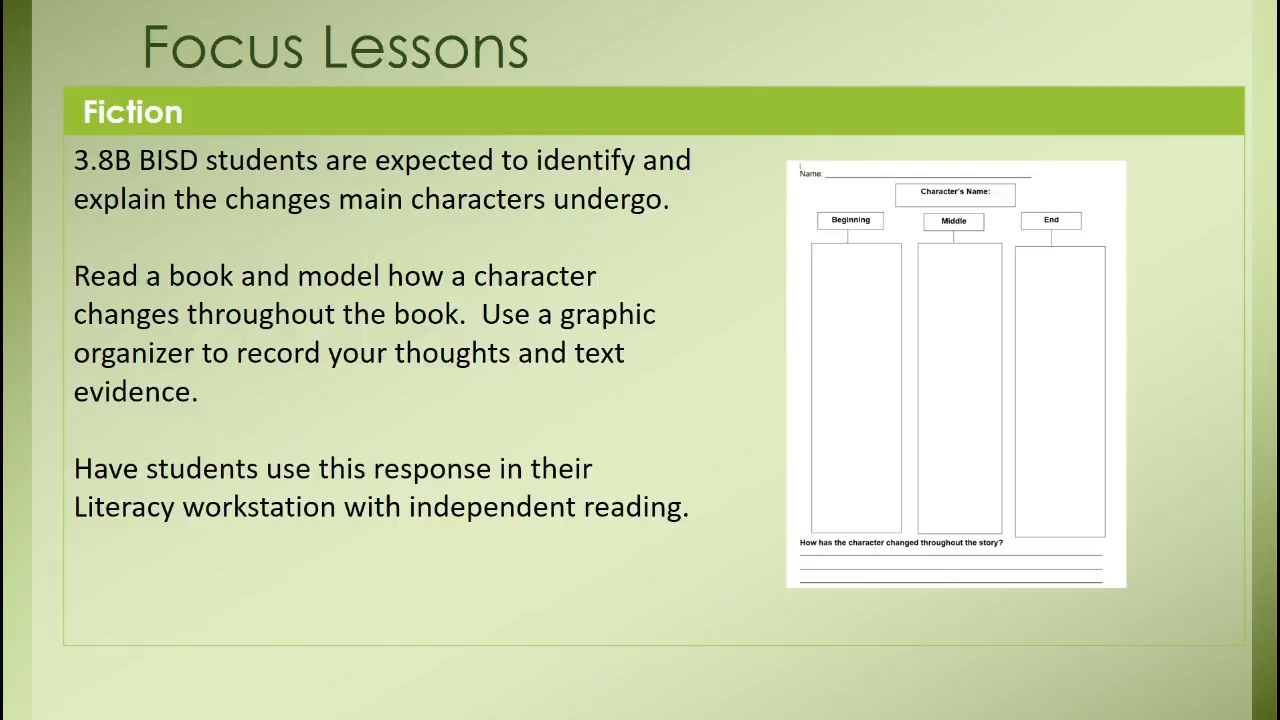 Focus Lessons
Fiction
3.8B BISD students are expected to identify and
explain the changes main characters undergo.
Read a book and model how a character
changes throughout the book.  Use a graphic
organizer to record your thoughts and text
evidence.
Have students use this response in their
Literacy workstation with independent reading.
Name:
Character's Name:
Beginning
Middle
End
How has the character changed throughout the story?